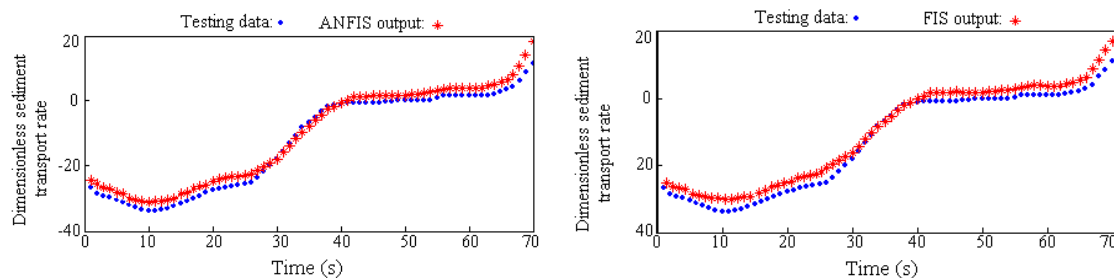 Testing data: ANFIS output:
20
0
-20
-40
Dimensionless sediment
transport rate
0 10 20 30 40 50 60 70
Time (s)
Testing data: FIS output:
20
0
20
40
Dimensionless sediment
transport rate
0 10 20 30 40 50 60 70
Time (s)